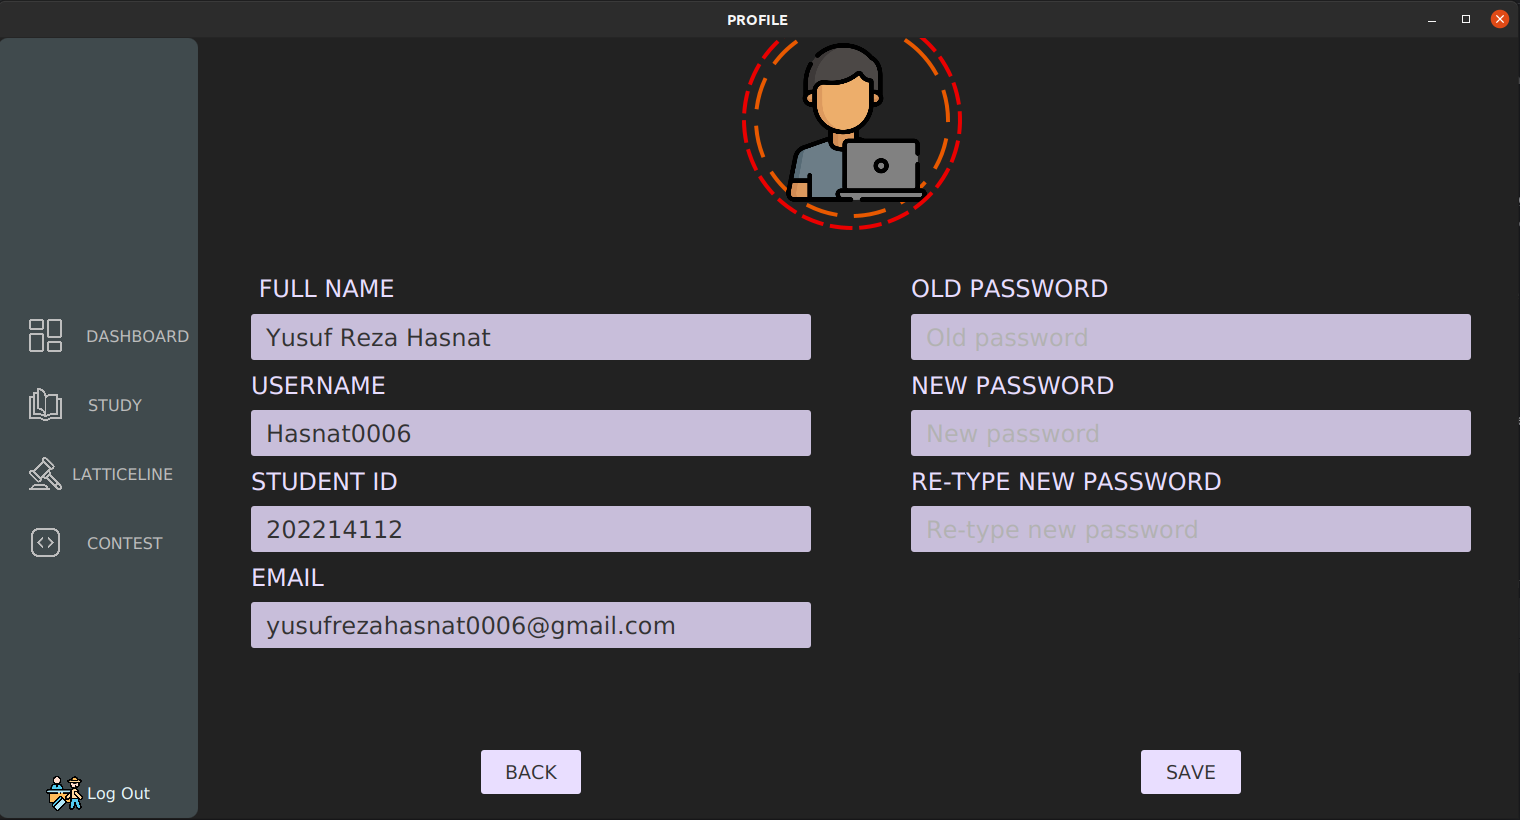 PROFILE
DASHBOARD
STUDY
LATTICELINE
CONTEST
Log Out
FULL NAME
Yusuf Reza Hasnat
USERNAME
Hasnat0006
STUDENT ID
202214112
EMAIL
yusufrezahasnat0006@gmail.com
OLD PASSWORD
Old password
NEW PASSWORD
New password
RE-TYPE NEW PASSWORD
Re-type new password
BACK
SAVE